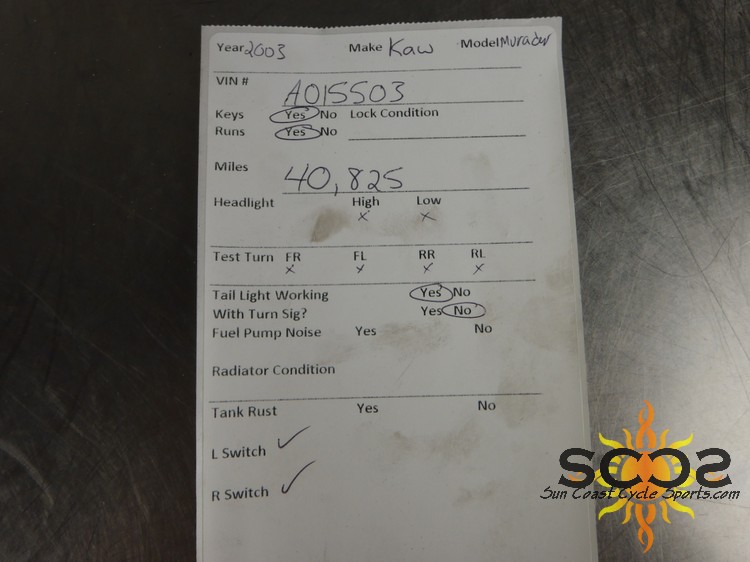 Year 2003 Make Kaw Model Murader
VIN # A015503
Keys Yes No Lock Condition
Runs Yes No
Miles 40,825
Headlight High Low
x x
Test Turn FR FL RR RL
x x x x
Tail Light Working Yes No
With Turn Sig? Yes No
Fuel Pump Noise Yes No
Radiator Condition
Tank Rust Yes No
L Switch ✓
R Switch ✓
SCCS
Sun Coast Cycle Sports.com